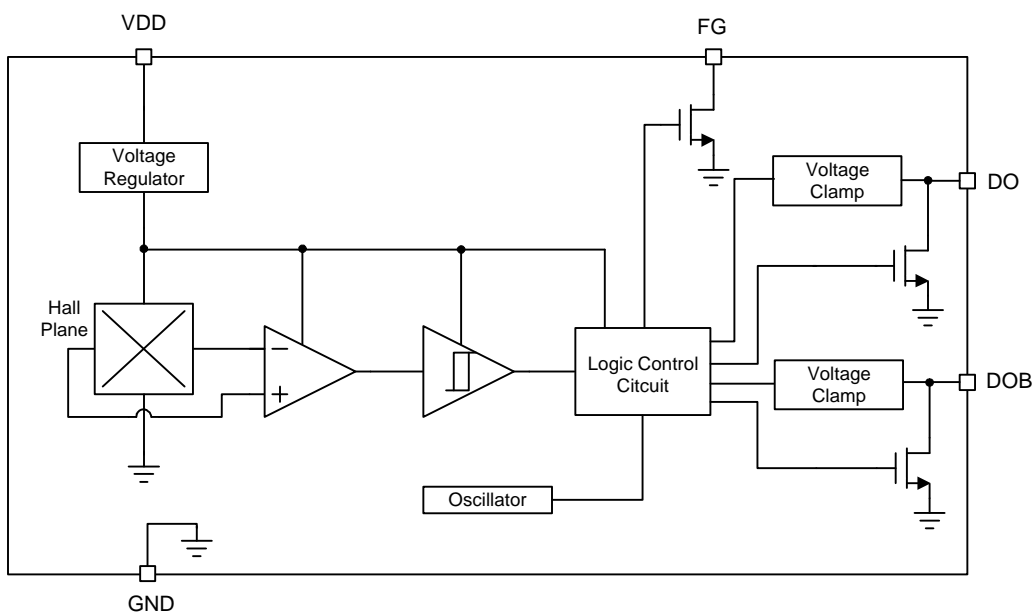 VDD
FG
Voltage
Regulator
Voltage
Clamp
DO
Hall
Plane
−
+
Logic Control
Citcuit
Voltage
Clamp
DOB
Oscillator
GND